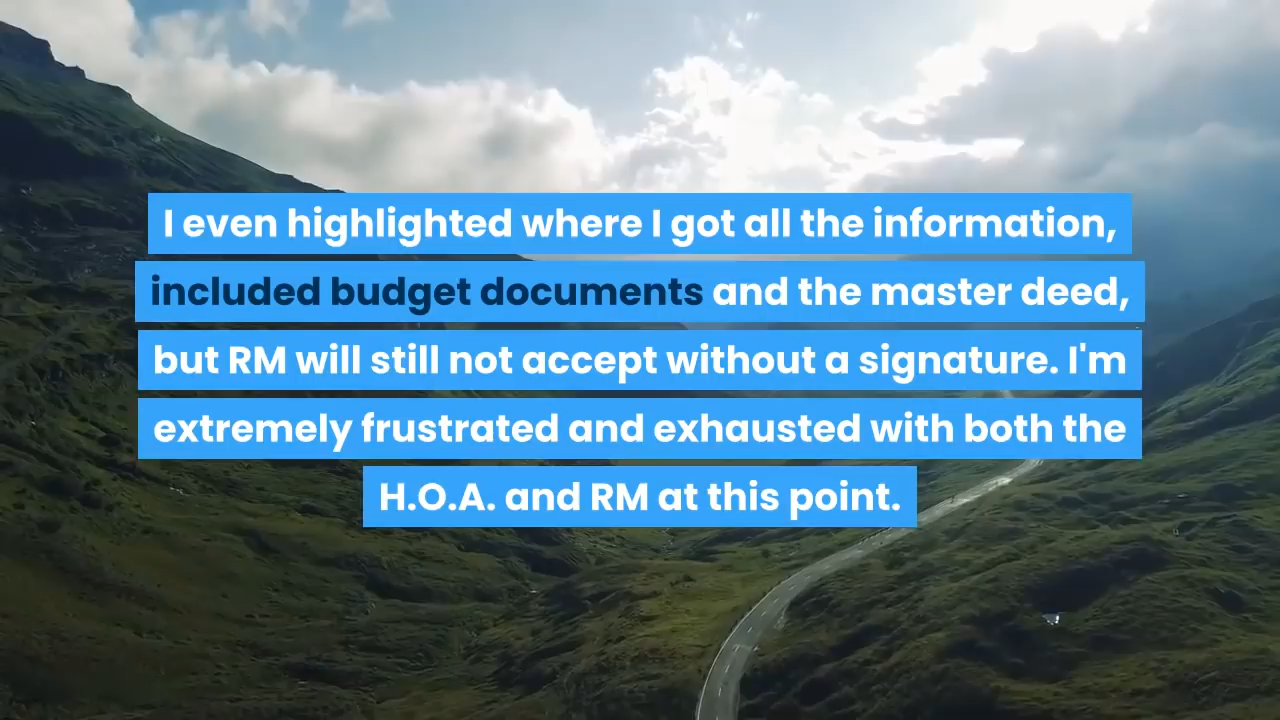 I even highlighted where I got all the information,
included budget documents and the master deed,
but RM will still not accept without a signature. I'm
extremely frustrated and exhausted with both the
H.O.A. and RM at this point.